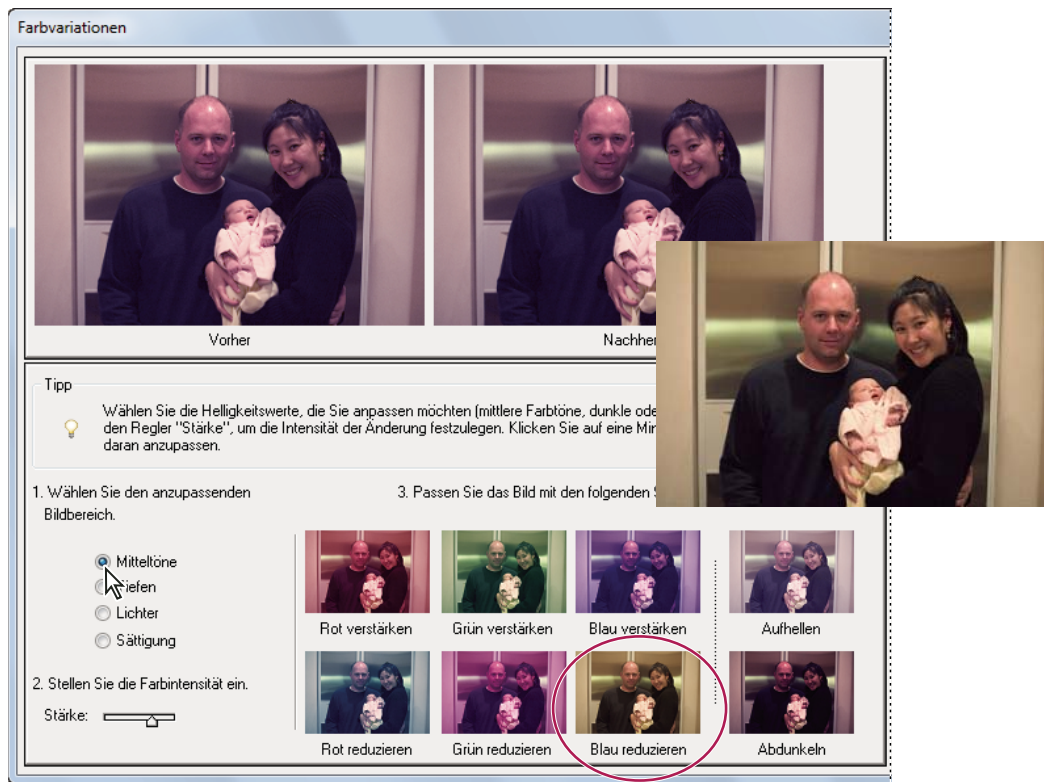 Farbvariationen
Vorher
Nachher
Tipp
Wählen Sie die Helligkeitswerte, die Sie anpassen möchten (mittlere Farbtöne, dunkle
den Regler "Stärke", um die Intensität der Änderung festzulegen. Klicken Sie auf eine
daran anzupassen.
1. Wählen Sie den anzupassenden
Bildbereich.
3. Passen Sie das Bild mit den folgenden
Mitteltöne
Tiefen
Lichter
Sättigung
2. Stellen Sie die Farbintensität ein.
Stärke:
Rot verstärken
Grün verstärken
Blau verstärken
Aufhellen
Rot reduzieren
Grün reduzieren
Blau reduzieren
Abdunkeln